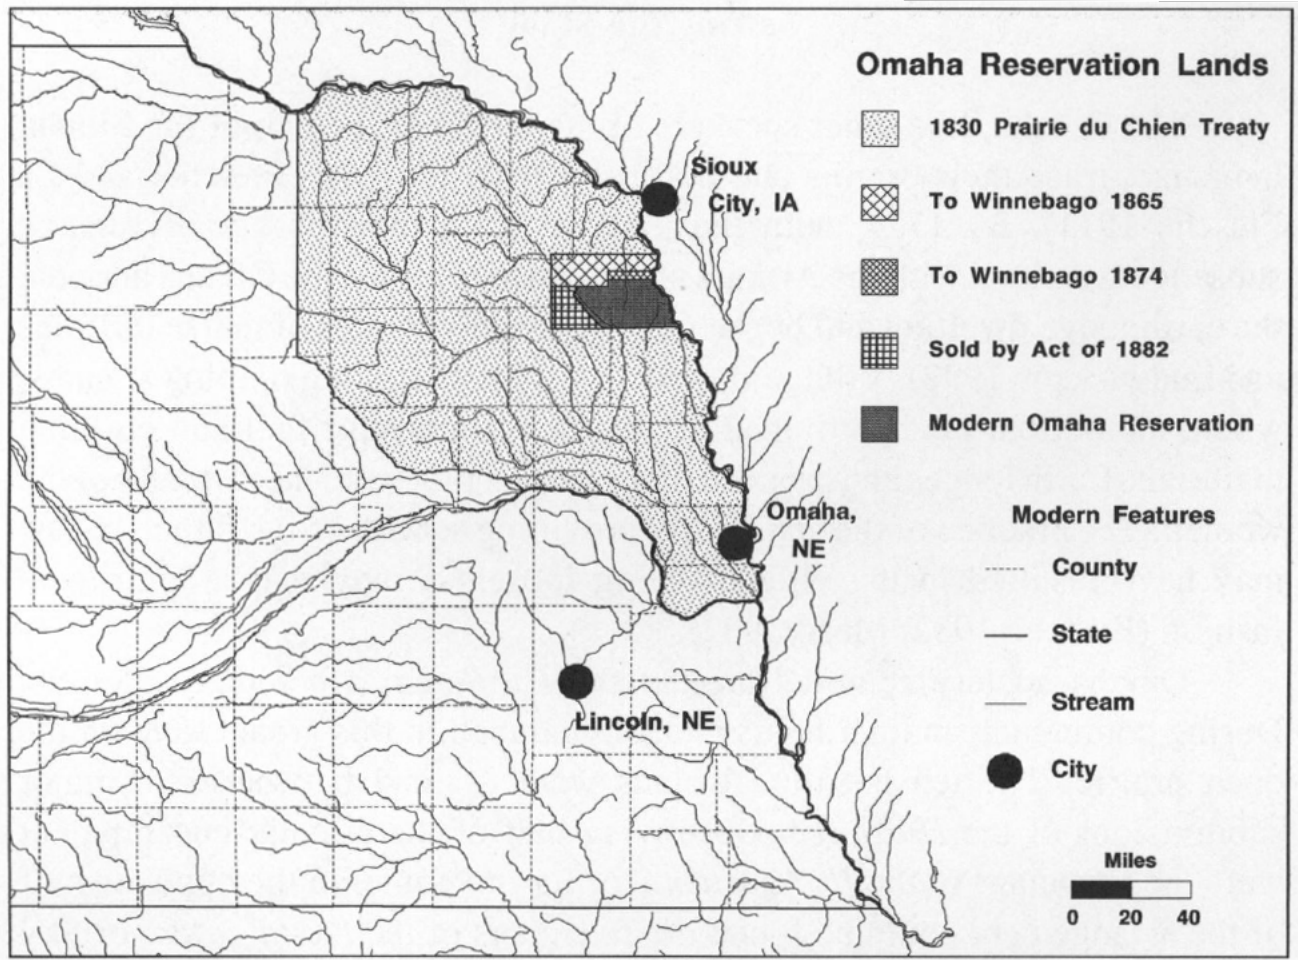 Omaha Reservation Lands
1830 Prairie du Chien Treaty
To Winnebago 1865
To Winnebago 1874
Sold by Act of 1882
Modern Omaha Reservation
Modern Features
County
State
Stream
City
Miles
0 20 40
Sioux
City, IA
Omaha,
NE
Lincoln, NE